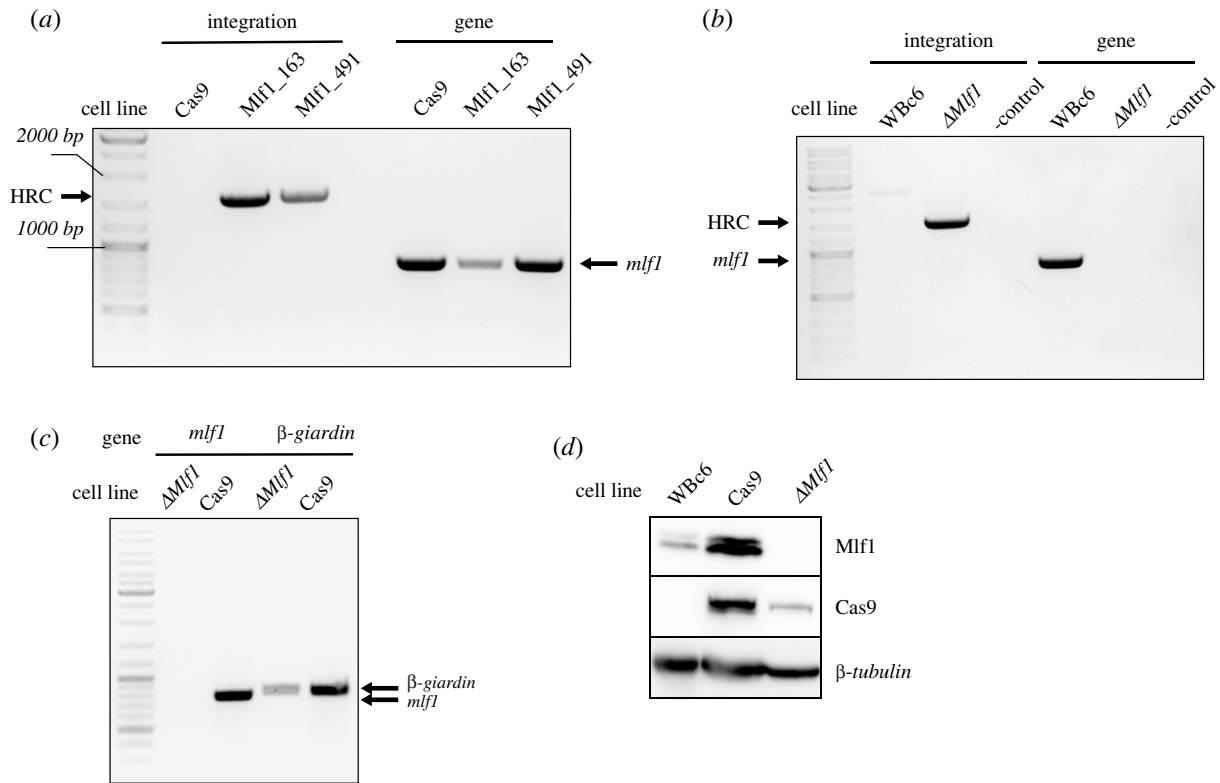 (a)
integration gene
cell line Cas9 Mlf1_163 Mlf1_491 Cas9 Mlf1_163 Mlf1_491
2000 bp
HRC
1000 bp
mlf1
(b)
integration gene
cell line WBc6 ΔMlf1 -control WBc6 ΔMlf1 -control
HRC
mlf1
(c)
gene mlf1 β-giardin
cell line ΔMlf1 Cas9 ΔMlf1 Cas9
β-giardin
mlf1
(d)
cell line WBc6 Cas9 ΔMlf1
Mlf1
Cas9
β-tubulin